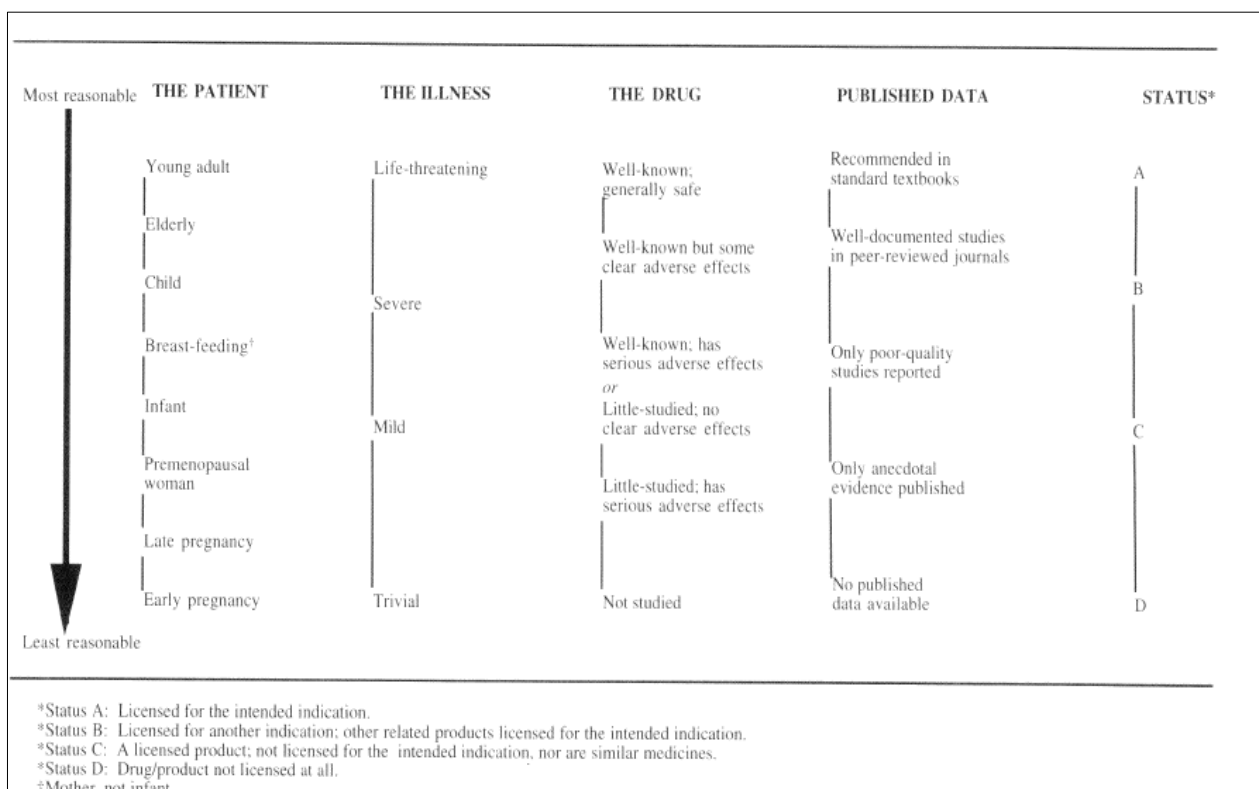 Most reasonable
THE PATIENT
THE ILLNESS
THE DRUG
PUBLISHED DATA
STATUS*
Young adult
Elderly
Child
Breast-feeding†
Infant
Premenopausal
woman
Late pregnancy
Early pregnancy
Life-threatening
Severe
Mild
Trivial
Well-known;
generally safe
Well-known but some
clear adverse effects
Well-known; has
serious adverse effects
or
Little-studied; no
clear adverse effects
Little-studied; has
serious adverse effects
Not studied
Recommended in
standard textbooks
Well-documented studies
in peer-reviewed journals
Only poor-quality
studies reported
Only anecdotal
evidence published
No published
data available
A
B
C
D
Least reasonable
*Status A: Licensed for the intended indication.
*Status B: Licensed for another indication; other related products licensed for the intended indication.
*Status C: A licensed product; not licensed for the intended indication, nor are similar medicines.
*Status D: Drug/product not licensed at all.
†Mother, not infant